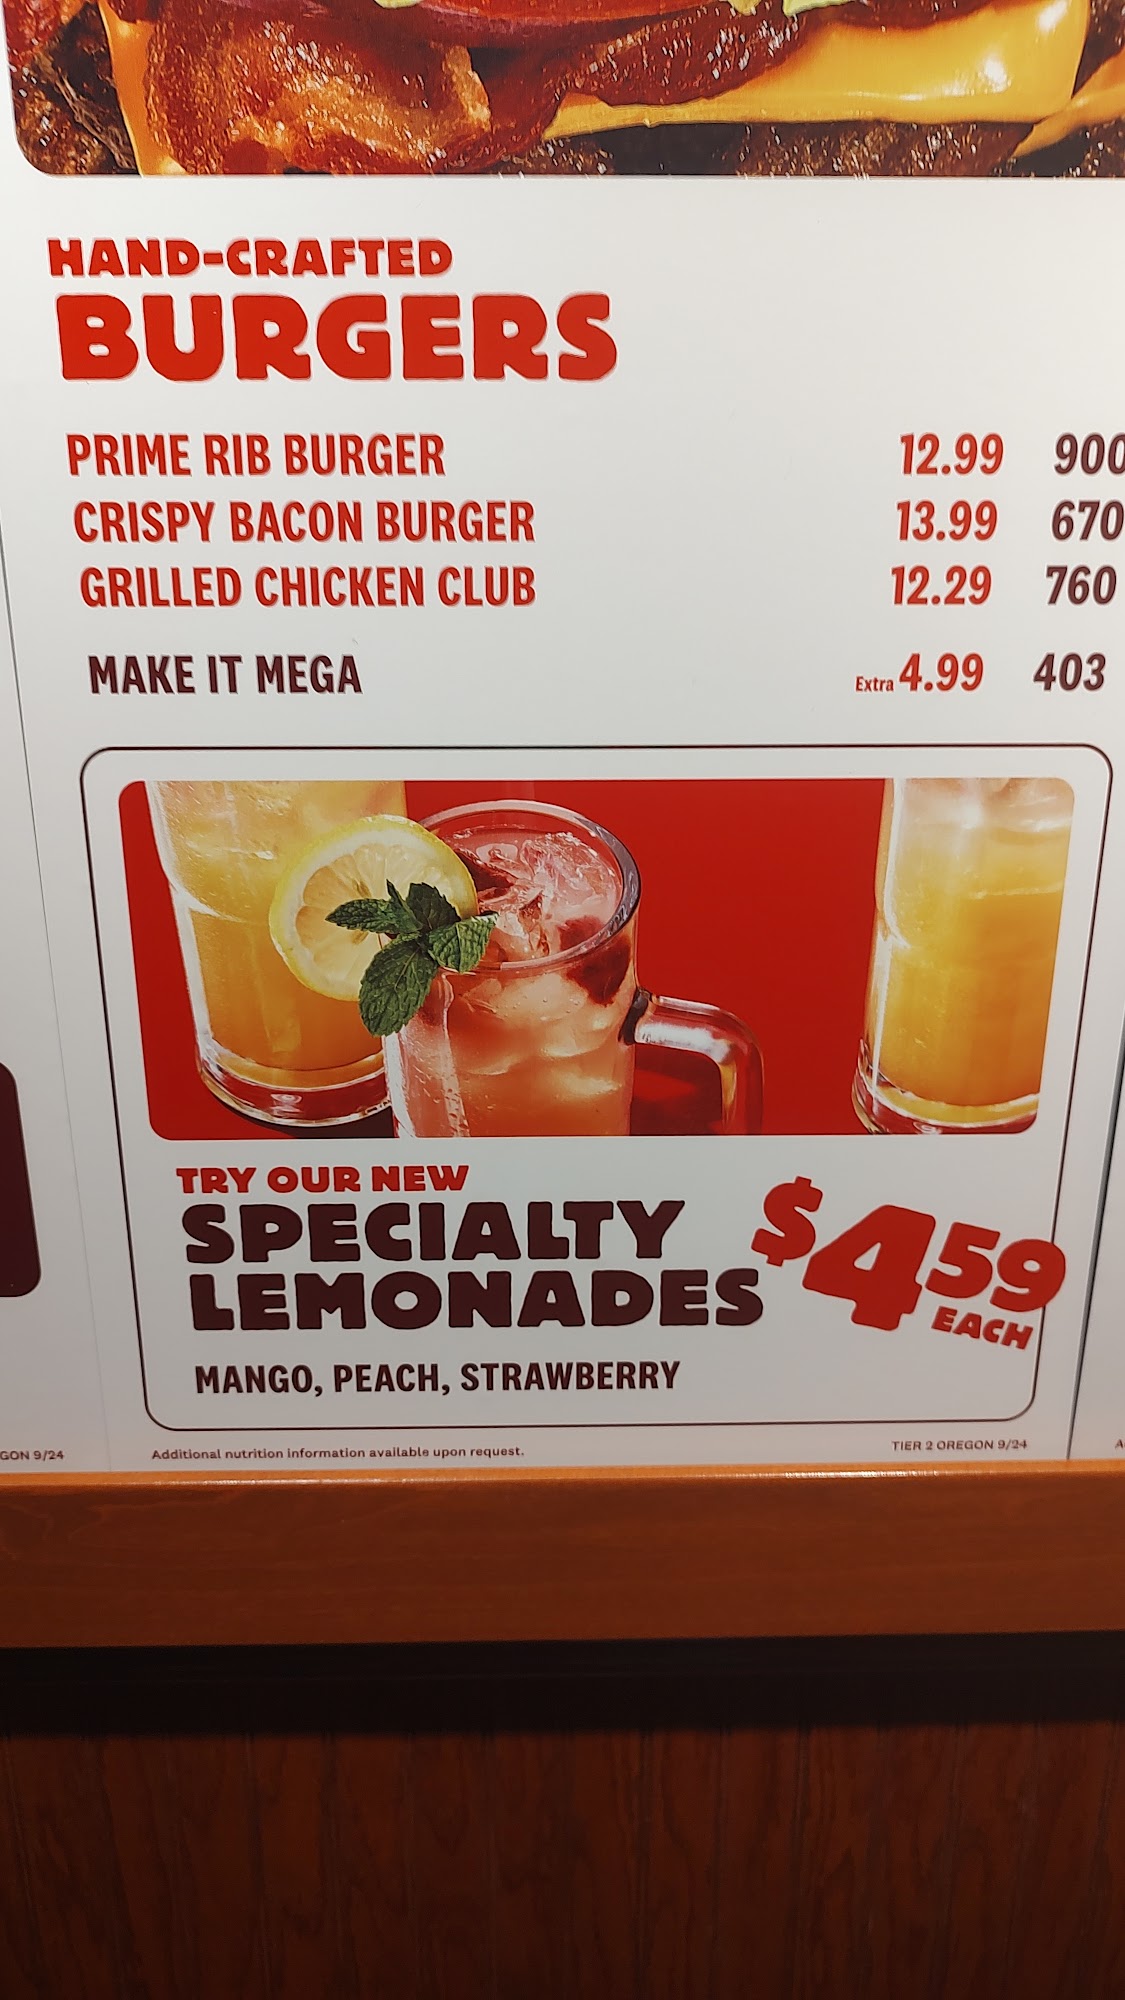 HAND-CRAFTED
BURGERS
PRIME RIB BURGER 12.99 900
CRISPY BACON BURGER 13.99 670
GRILLED CHICKEN CLUB 12.29 760
MAKE IT MEGA Extra 4.99 403
TRY OUR NEW
SPECIALTY
LEMONADES
$4.59
EACH
MANGO, PEACH, STRAWBERRY
GON 9/24
Additional nutrition information available upon request.
TIER 2 OREGON 9/24